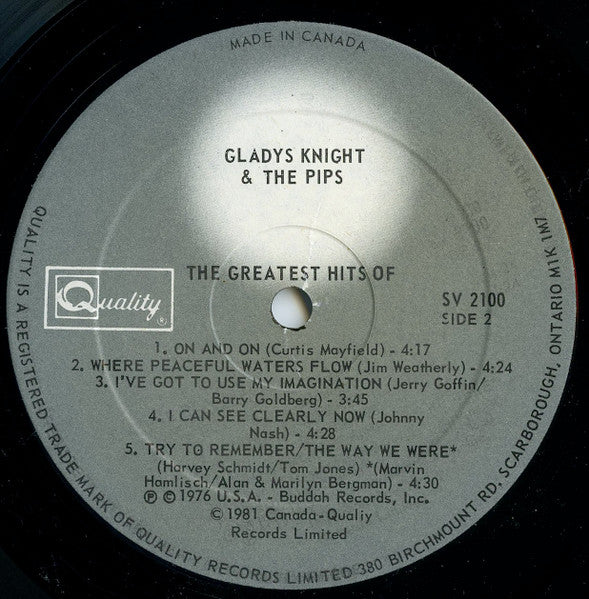 MADE IN CANADA
GLADYS KNIGHT
& THE PIPS
THE GREATEST HITS OF
Quality®
SV 2100
SIDE 2
1. ON AND ON (Curtis Mayfield) - 4:17
2. WHERE PEACEFUL WATERS FLOW (Jim Weatherly) - 4:24
3. I'VE GOT TO USE MY IMAGINATION (Jerry Goffin/
Barry Goldberg) - 3:45
4. I CAN SEE CLEARLY NOW (Johnny
Nash) - 4:28
5. TRY TO REMEMBER/THE WAY WE WERE*
(Harvey Schmidt/Tom Jones) *(Marvin
Hamlisch/Alan & Marilyn Bergman) - 4:30
℗ © 1976 U.S.A. - Buddah Records, Inc.
© 1981 Canada - Qualiy
Records Limited
QUALITY IS A REGISTERED TRADE MARK OF QUALITY RECORDS LIMITED 380 BIRCHMOUNT RD, SCARBOROUGH, ONTARIO M1K 1M7